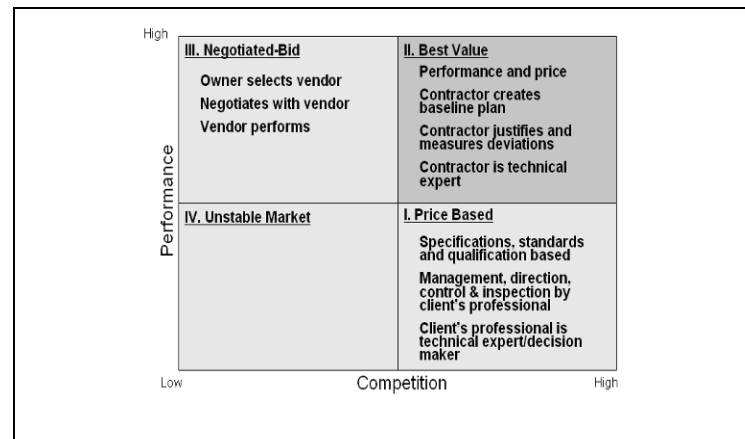 High
III. Negotiated-Bid
Owner selects vendor
Negotiates with vendor
Vendor performs
II. Best Value
Performance and price
Contractor creates
baseline plan
Contractor justifies and
measures deviations
Contractor is technical
expert
Performance
IV. Unstable Market
I. Price Based
Specifications, standards
and qualification based
Management, direction,
control & inspection by
client's professional
Client's professional is
technical expert/decision
maker
Low
Competition
High